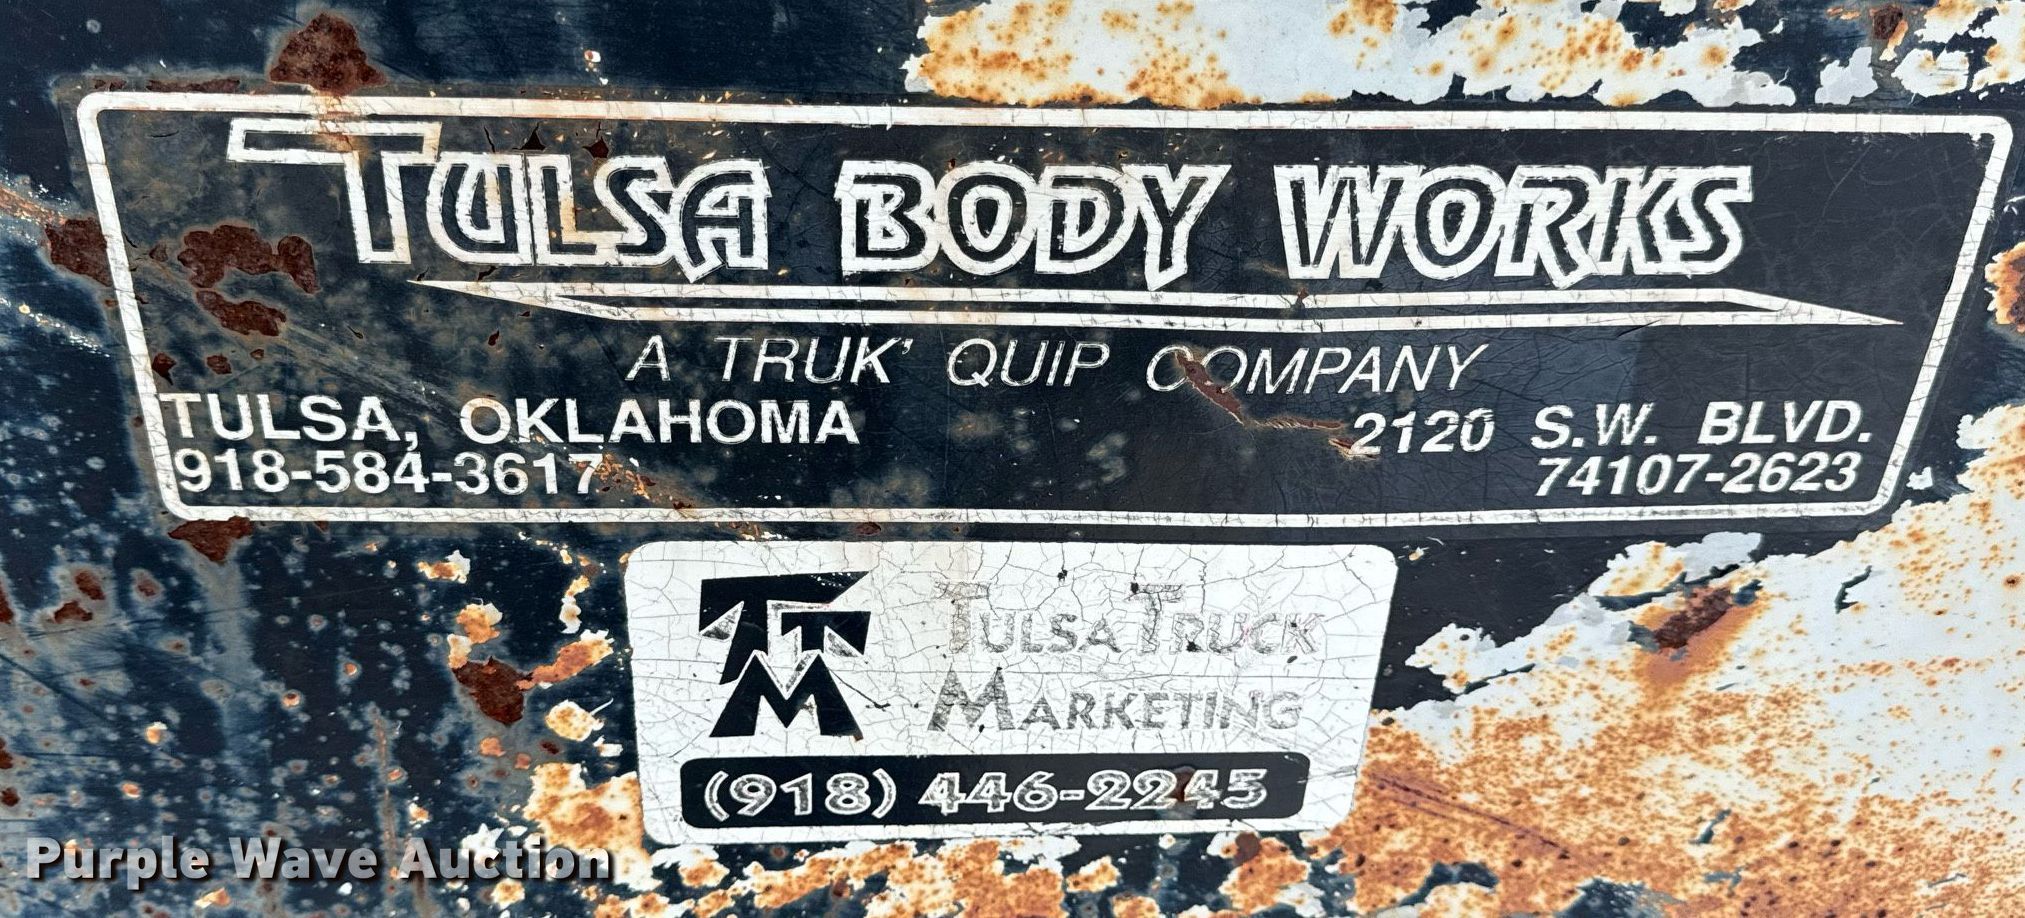 TULSA BODY WORKS
A TRUK' QUIP COMPANY
TULSA, OKLAHOMA
918-584-3617
2120 S.W. BLVD.
74107-2623
TTM
TULSA TRUCK
MARKETING
(918) 446-2245
Purple Wave Auction